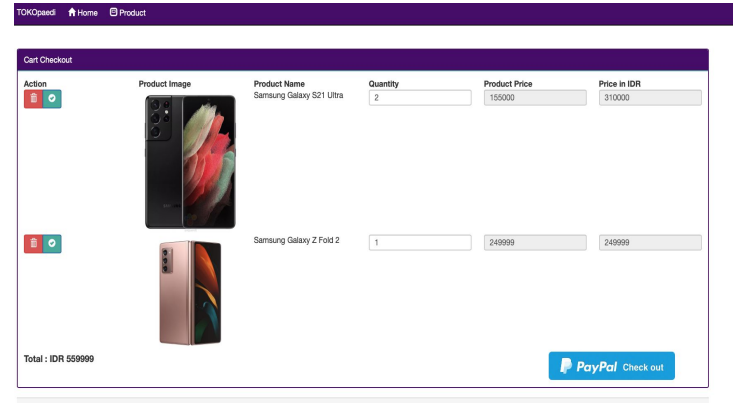 TOKOpaedi Home Product
Cart Checkout
Action Product Image Product Name Quantity Product Price Price in IDR
Samsung Galaxy S21 Ultra 2 155000 310000
Samsung Galaxy Z Fold 2 1 249999 249999
Total : IDR 559999
PayPal Check out